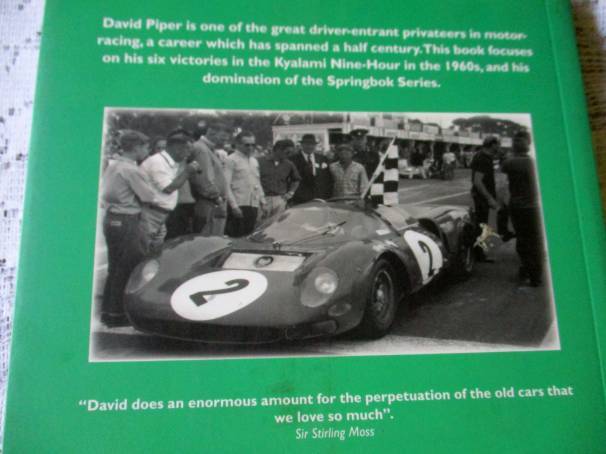 David Piper is one of the great driver-entrant privateers in motor-
racing, a career which has spanned a half century. This book focuses
on his six victories in the Kyalami Nine-Hour in the 1960s, and his
domination of the Springbok Series.
2
2
"David does an enormous amount for the perpetuation of the old cars that
we love so much".
Sir Stirling Moss